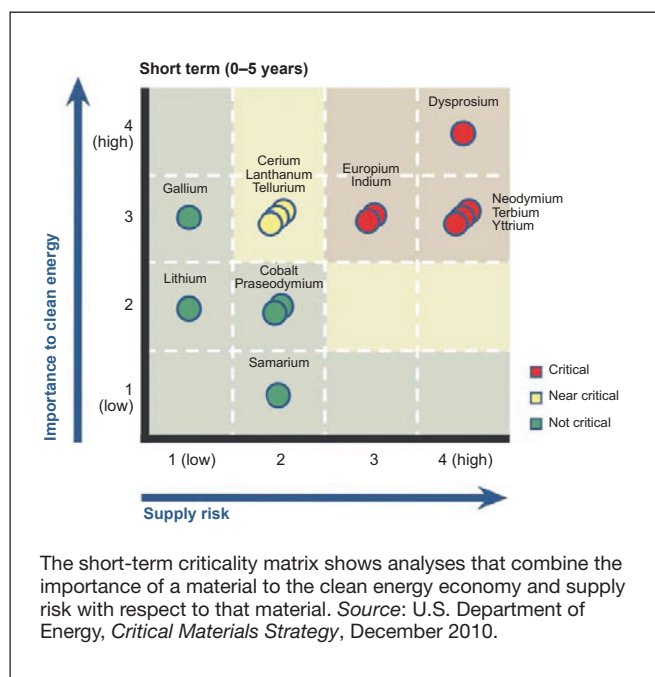 Short term (0–5 years)
Importance to clean energy
4
(high)
3
2
1
(low)
Dysprosium
Gallium
Cerium
Lanthanum
Tellurium
Europium
Indium
Neodymium
Terbium
Yttrium
Lithium
Cobalt
Praseodymium
Samarium
Critical
Near critical
Not critical
1 (low)
2
3
4 (high)
Supply risk
The short-term criticality matrix shows analyses that combine the
importance of a material to the clean energy economy and supply
risk with respect to that material. Source: U.S. Department of
Energy, Critical Materials Strategy, December 2010.